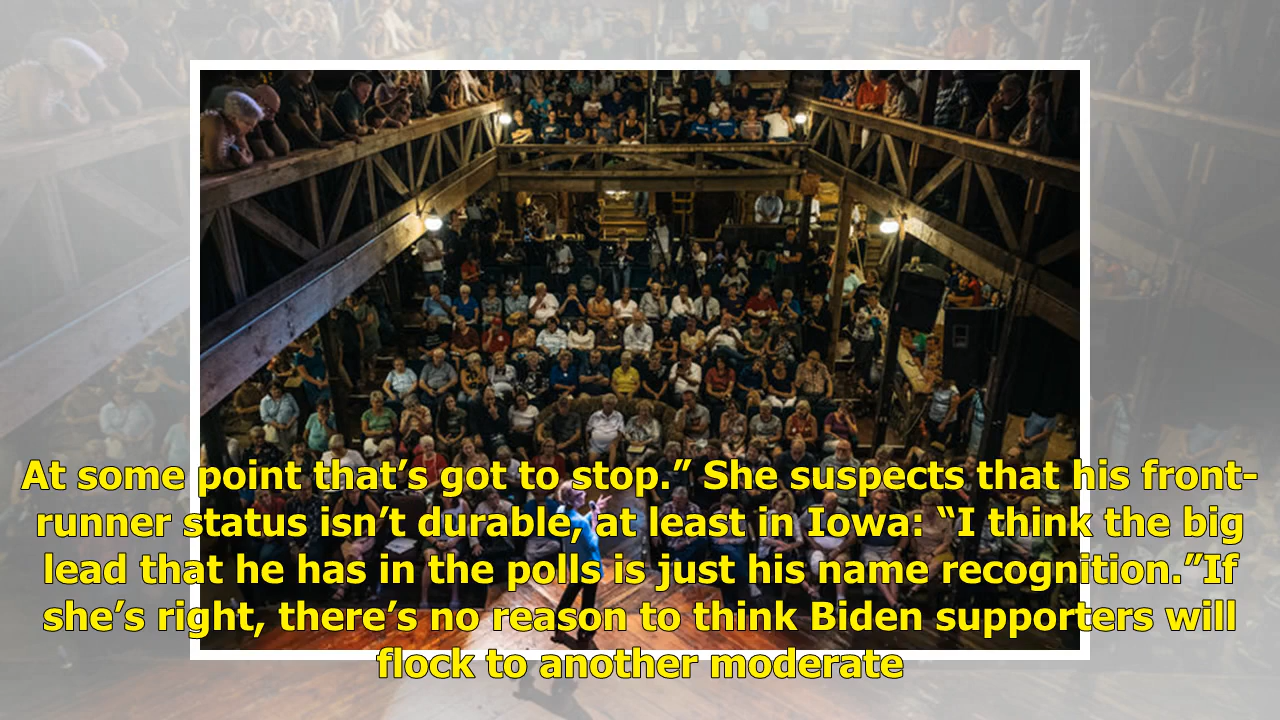 At some point that’s got to stop.” She suspects that his front-
runner status isn’t durable, at least in Iowa: “I think the big
lead that he has in the polls is just his name recognition.”If
she’s right, there’s no reason to think Biden supporters will
flock to another moderate